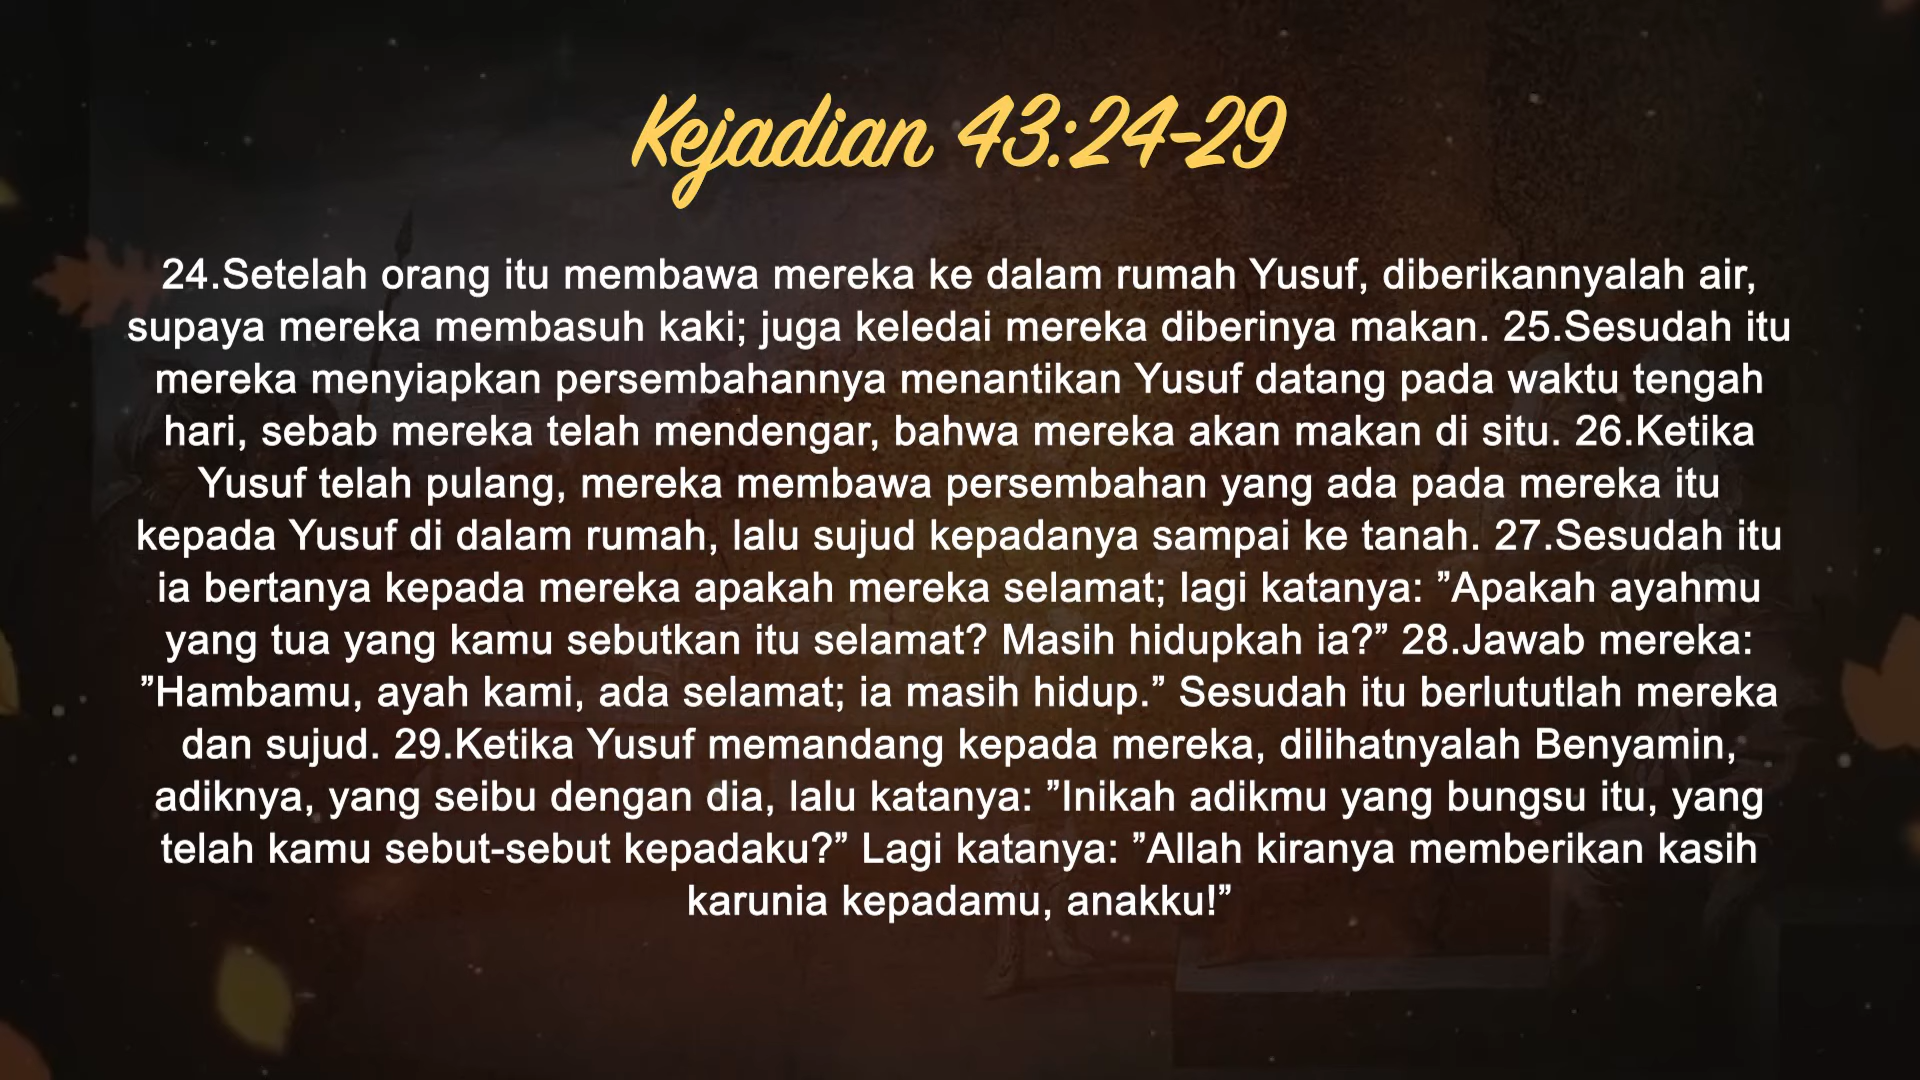 Kejadian 43:24-29
24.Setelah orang itu membawa mereka ke dalam rumah Yusuf, diberikannyalah air,
supaya mereka membasuh kaki; juga keledai mereka diberinya makan. 25.Sesudah itu
mereka menyiapkan persembahannya menantikan Yusuf datang pada waktu tengah
hari, sebab mereka telah mendengar, bahwa mereka akan makan di situ. 26.Ketika
Yusuf telah pulang, mereka membawa persembahan yang ada pada mereka itu
kepada Yusuf di dalam rumah, lalu sujud kepadanya sampai ke tanah. 27.Sesudah itu
ia bertanya kepada mereka apakah mereka selamat; lagi katanya: ”Apakah ayahmu
yang tua yang kamu sebutkan itu selamat? Masih hidupkah ia?” 28.Jawab mereka:
”Hambamu, ayah kami, ada selamat; ia masih hidup.” Sesudah itu berlututlah mereka
dan sujud. 29.Ketika Yusuf memandang kepada mereka, dilihatnyalah Benyamin,
adiknya, yang seibu dengan dia, lalu katanya: ”Inikah adikmu yang bungsu itu, yang
telah kamu sebut-sebut kepadaku?” Lagi katanya: ”Allah kiranya memberikan kasih
karunia kepadamu, anakku!”